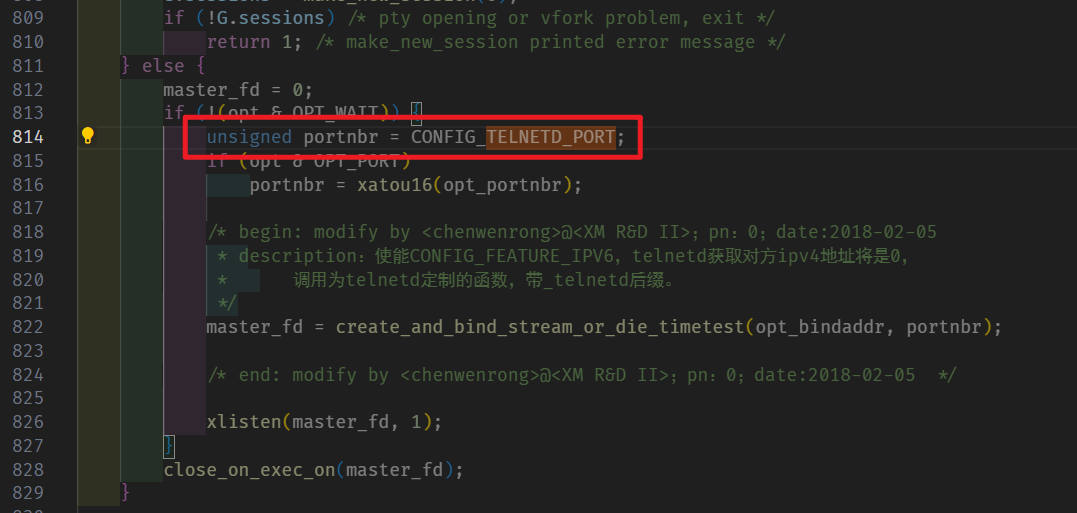 809 if (!G.sessions) /* pty opening or vfork problem, exit */
810 return 1; /* make_new_session printed error message */
811 } else {
812 master_fd = 0;
813 if (!(opt & OPT_WAIT)) {
814 unsigned portnbr = CONFIG_TELNETD_PORT;
815 if (opt & OPT_PORT)
816 portnbr = xatou16(opt_portnbr);
817
818 /* begin: modify by <chenwenrong>@<XM R&D II>; pn: 0; date:2018-02-05
819 * description：使能CONFIG_FEATURE_IPV6，telnetd获取对方ipv4地址将是0，
820 * 调用为telnetd定制的函数，带_telnetd后缀。
821 */
822 master_fd = create_and_bind_stream_or_die_timetest(opt_bindaddr, portnbr);
823
824 /* end: modify by <chenwenrong>@<XM R&D II>; pn: 0; date:2018-02-05 */
825
826 xlisten(master_fd, 1);
827 }
828 close_on_exec_on(master_fd);
829 }